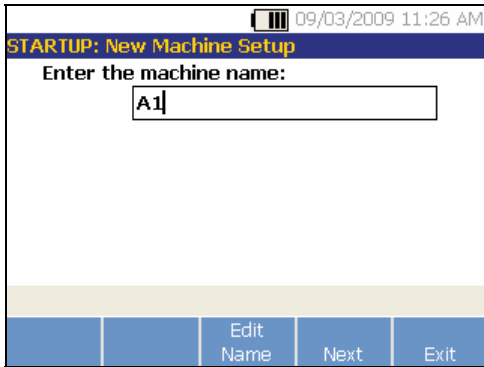 09/03/2009 11:26 AM
STARTUP: New Machine Setup
Enter the machine name:
A1
Edit
Name Next Exit